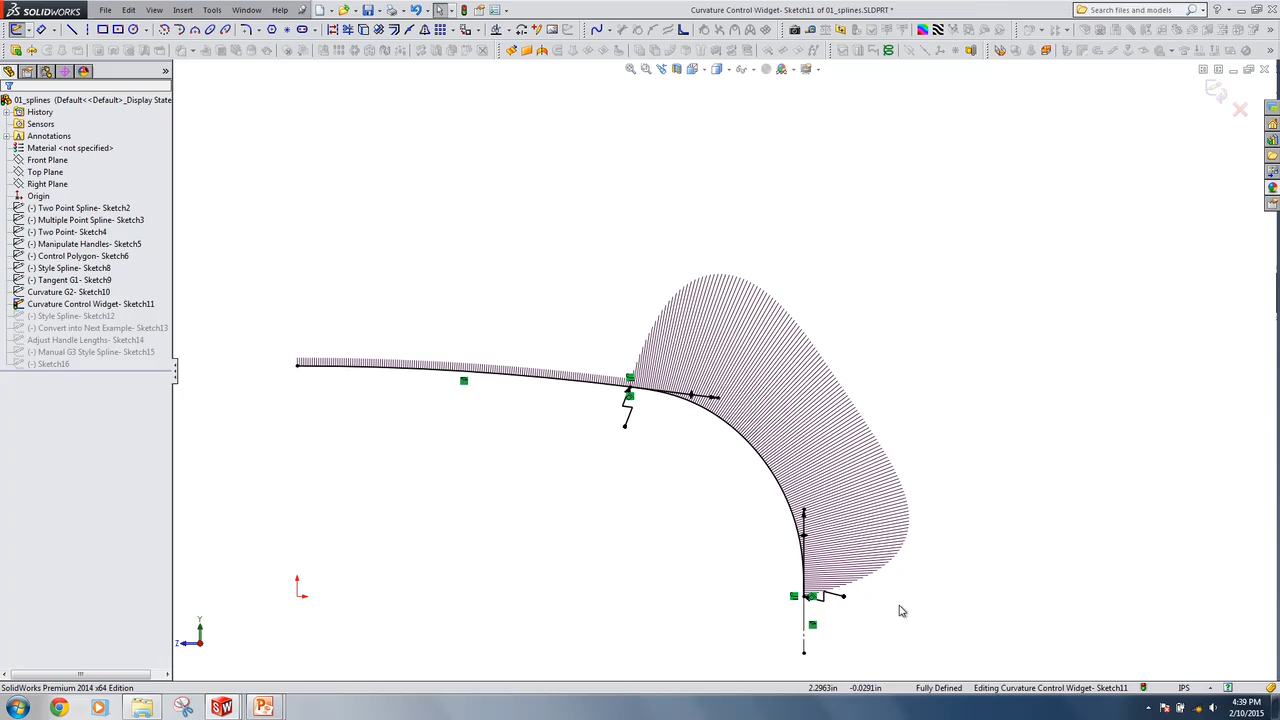 SOLIDWORKS File Edit View Insert Tools Window Help Curvature Control Widget- Sketch11 of 01_splines.SLDPRT * Search files and models
01_splines (Default<<Default>_Display State
History
Sensors
Annotations
Material <not specified>
Front Plane
Top Plane
Right Plane
Origin
(-) Two Point Spline- Sketch2
(-) Multiple Point Spline- Sketch3
(-) Two Point- Sketch4
(-) Manipulate Handles- Sketch5
(-) Control Polygon- Sketch6
(-) Style Spline- Sketch8
(-) Tangent G1- Sketch9
Curvature G2- Sketch10
Curvature Control Widget- Sketch11
(-) Style Spline- Sketch12
(-) Convert into Next Example- Sketch13
Adjust Handle Lengths- Sketch14
(-) Manual G3 Style Spline- Sketch15
(-) Sketch16
Y
Z
SolidWorks Premium 2014 x64 Edition 2.2963in -0.0291in Fully Defined Editing Curvature Control Widget- Sketch11 IPS
4:39 PM
2/10/2015